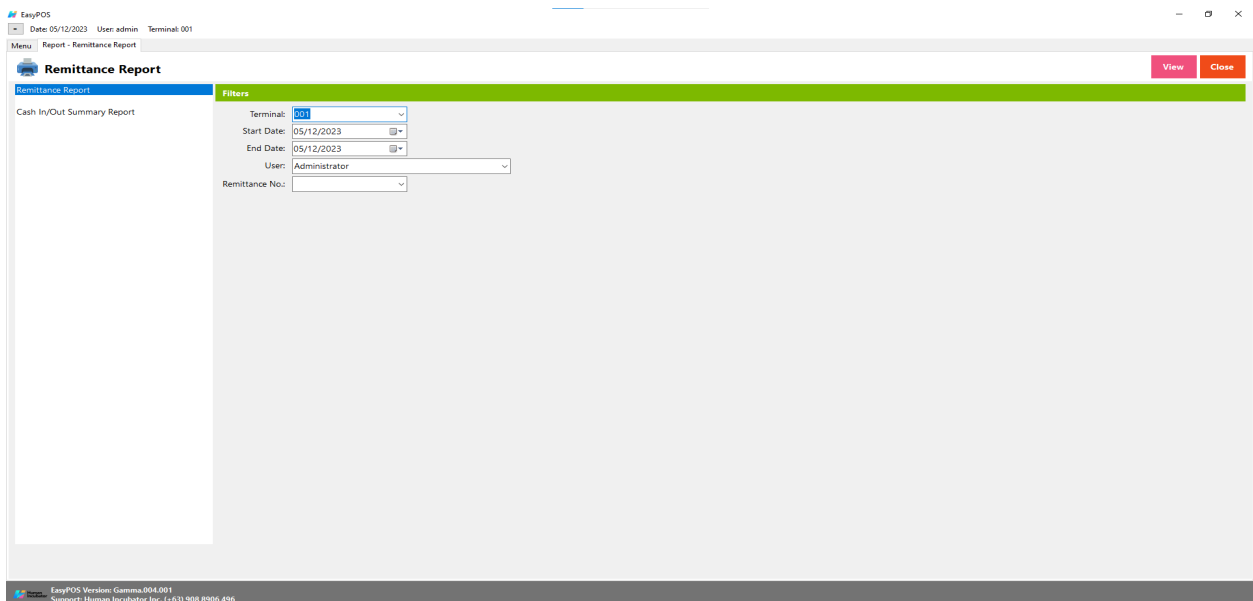 EasyPOS
Date: 05/12/2023 User: admin Terminal: 001
Menu Report - Remittance Report
Remittance Report
View Close
Remittance Report
Cash In/Out Summary Report
Filters
Terminal: 001
Start Date: 05/12/2023
End Date: 05/12/2023
User: Administrator
Remittance No.:
Human Incubator
EasyPOS Version: Gamma.004.001
Support: Human Incubator Inc. (+63) 908 8906 496